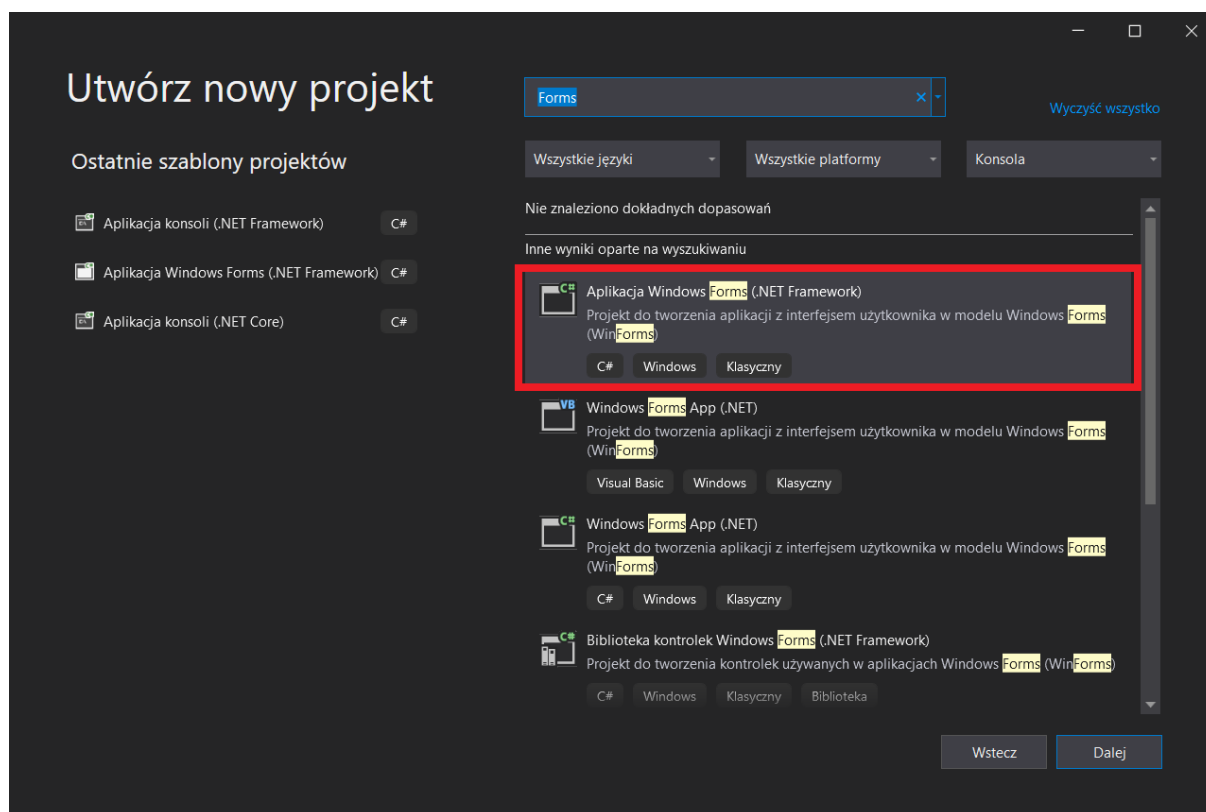 Utwórz nowy projekt
Forms
Wyczyść wszystko
Ostatnie szablony projektów
Wszystkie języki
Wszystkie platformy
Konsola
Aplikacja konsoli (.NET Framework) C#
Aplikacja Windows Forms (.NET Framework) C#
Aplikacja konsoli (.NET Core) C#
Nie znaleziono dokładnych dopasowań
Inne wyniki oparte na wyszukiwaniu
C#
Aplikacja Windows Forms (.NET Framework)
Projekt do tworzenia aplikacji z interfejsem użytkownika w modelu Windows Forms
(WinForms)
C# Windows Klasyczny
VB
Windows Forms App (.NET)
Projekt do tworzenia aplikacji z interfejsem użytkownika w modelu Windows Forms
(WinForms)
Visual Basic Windows Klasyczny
C#
Windows Forms App (.NET)
Projekt do tworzenia aplikacji z interfejsem użytkownika w modelu Windows Forms
(WinForms)
C# Windows Klasyczny
C#
Biblioteka kontrolek Windows Forms (.NET Framework)
Projekt do tworzenia kontrolek używanych w aplikacjach Windows Forms (WinForms)
C# Windows Klasyczny Biblioteka
Wstecz
Dalej